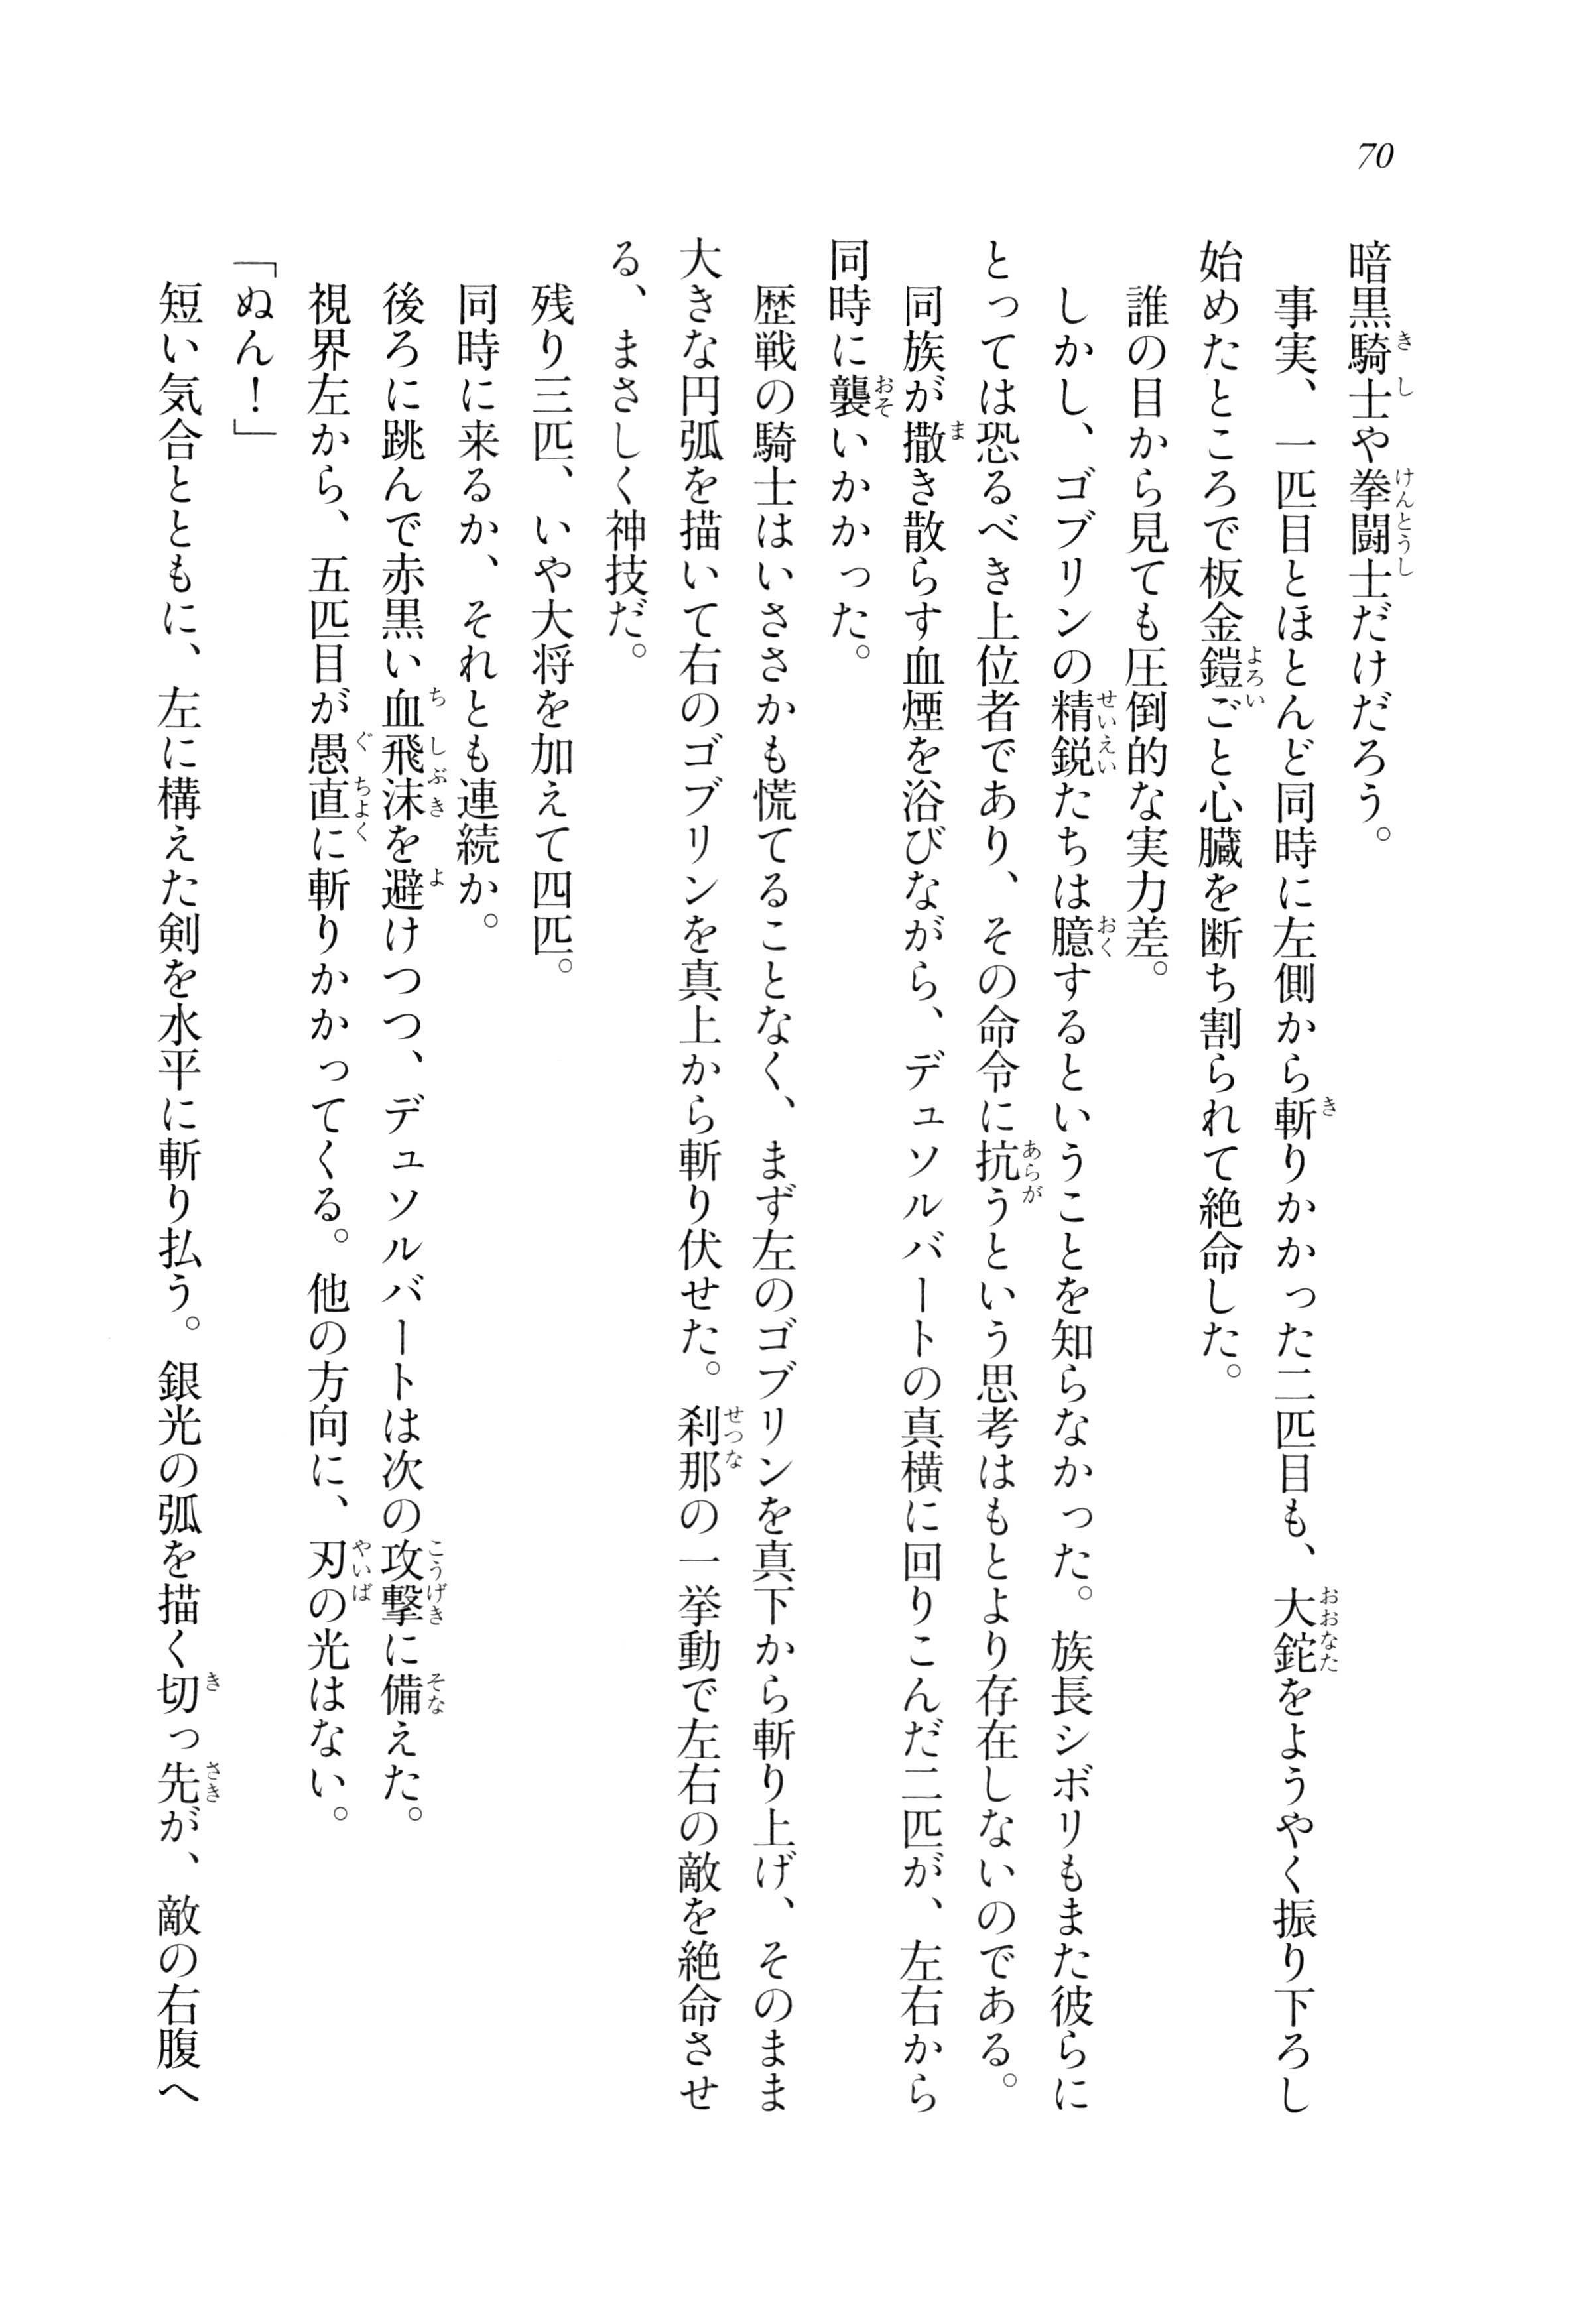 70
暗黒騎士や拳闘士だけだろう。
　事実、一匹目とほとんど同時に左側から斬りかかった二匹目も、大鉈をようやく振り下ろし
始めたところで板金鎧ごと心臓を断ち割られて絶命した。
　誰の目から見ても圧倒的な実力差。
　しかし、ゴブリンの精鋭たちは臆するということを知らなかった。族長シボリもまた彼らに
とっては恐るべき上位者であり、その命令に抗うという思考はもとより存在しないのである。
　同族が撒き散らす血煙を浴びながら、デュソルバートの真横に回りこんだ二匹が、左右から
同時に襲いかかった。
　歴戦の騎士はいささかも慌てることなく、まず左のゴブリンを真下から斬り上げ、そのまま
大きな円弧を描いて右のゴブリンを真上から斬り伏せた。刹那の一挙動で左右の敵を絶命させ
る、まさしく神技だ。
　残り三匹、いや大将を加えて四匹。
　同時に来るか、それとも連続か。
　後ろに跳んで赤黒い血飛沫を避けつつ、デュソルバートは次の攻撃に備えた。
　視界左から、五匹目が愚直に斬りかかってくる。他の方向に、刃の光はない。
「ぬん！」
　短い気合とともに、左に構えた剣を水平に斬り払う。銀光の弧を描く切っ先が、敵の右腹へ